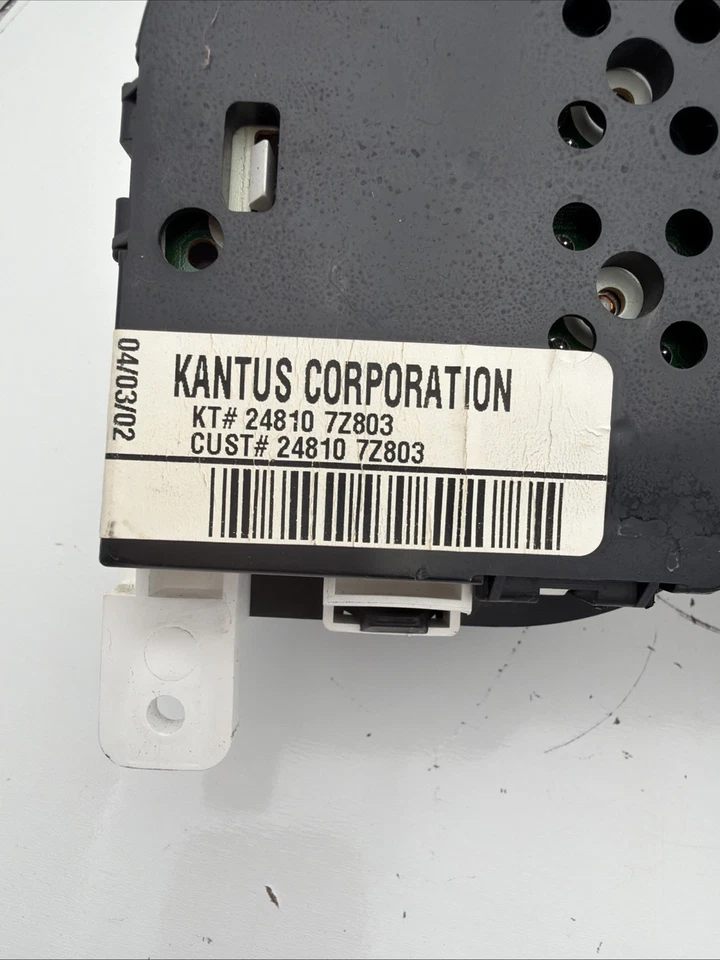 04/03/02
KANTUS CORPORATION
KT# 24810 7Z803
CUST# 24810 7Z803